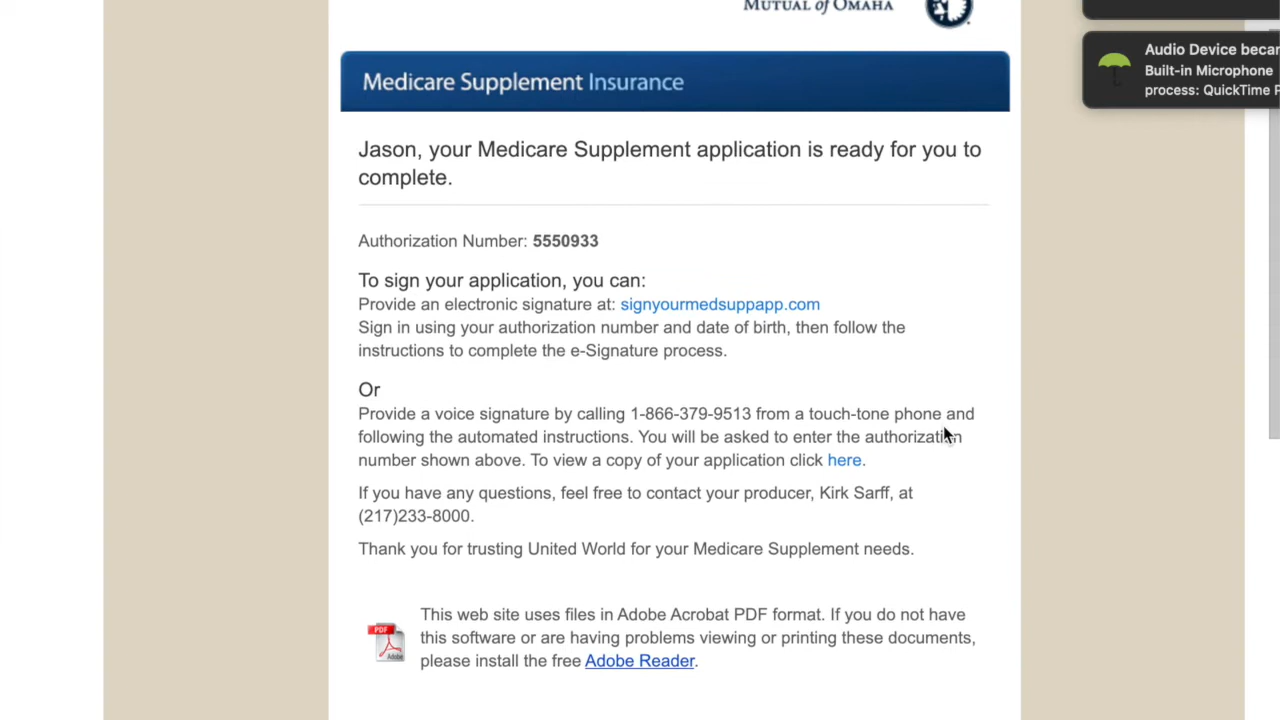 MUTUAL of OMAHA
Medicare Supplement Insurance
Audio Device becam
Built-in Microphone
process: QuickTime P
Jason, your Medicare Supplement application is ready for you to
complete.
Authorization Number: 5550933
To sign your application, you can:
Provide an electronic signature at: signyourmedsuppapp.com
Sign in using your authorization number and date of birth, then follow the
instructions to complete the e-Signature process.
Or
Provide a voice signature by calling 1-866-379-9513 from a touch-tone phone and
following the automated instructions. You will be asked to enter the authorization
number shown above. To view a copy of your application click here.
If you have any questions, feel free to contact your producer, Kirk Sarff, at
(217)233-8000.
Thank you for trusting United World for your Medicare Supplement needs.
This web site uses files in Adobe Acrobat PDF format. If you do not have
this software or are having problems viewing or printing these documents,
please install the free Adobe Reader.
PDF
Adobe